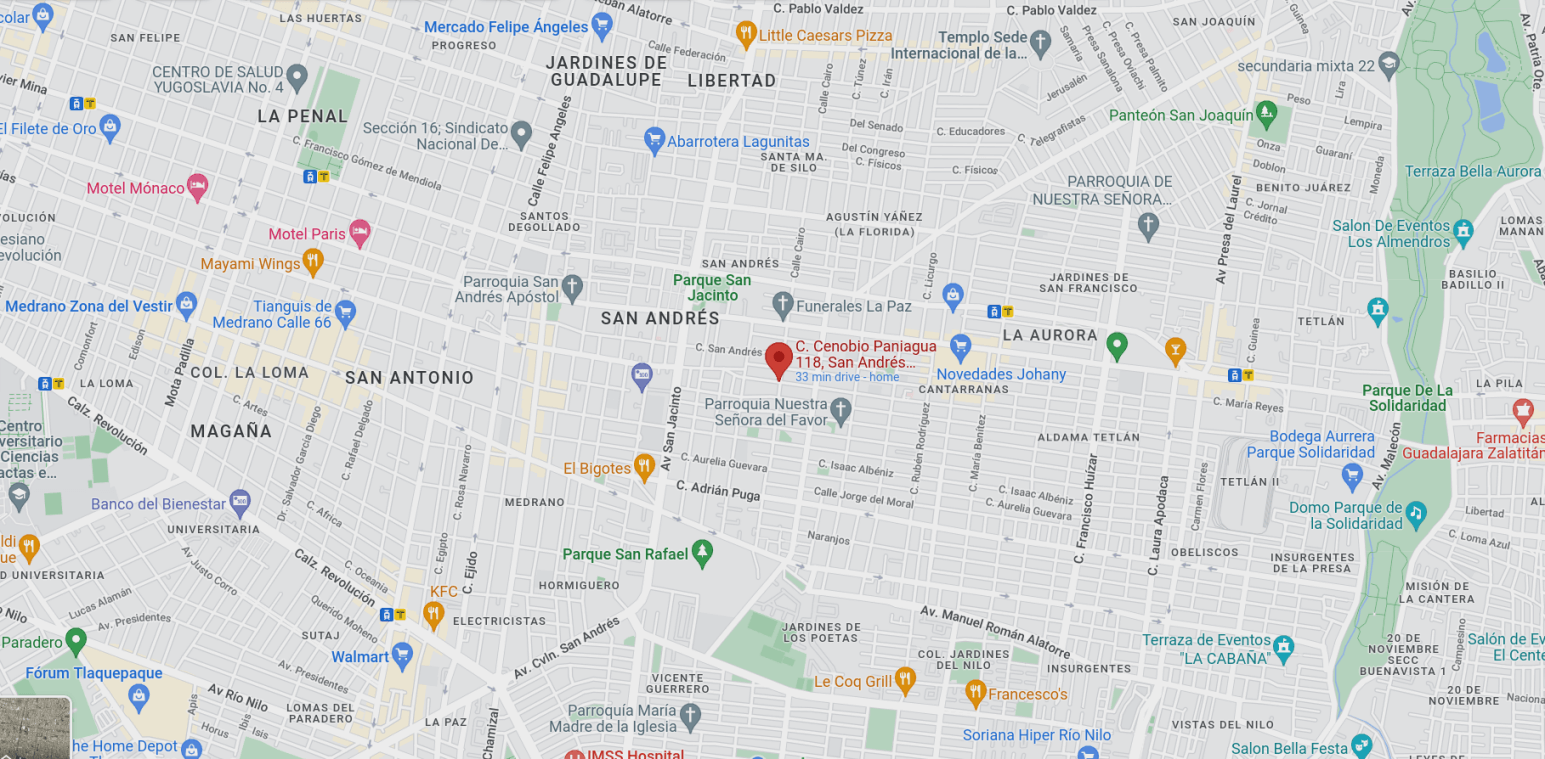 colar
SAN FELIPE
LAS HUERTAS
Mercado Felipe Ángeles
PROGRESO
Esteban Alatorre
C. Pablo Valdez
C. Pablo Valdez
Little Caesars Pizza
Calle Federación
JARDINES DE
GUADALUPE
LIBERTAD
Templo Sede
Internacional de la...
SAN JOAQUÍN
C. Guinea
Samaria
Presa Sanalona
C. Presa Oviachi
C. Presa Palmito
secundaria mixta 22
Av. Patria Ote.
CENTRO DE SALUD
YUGOSLAVIA No. 4
vier Mina
LA PENAL
El Filete de Oro
Sección 16; Sindicato
Nacional De...
Calle Felipe Angeles
C. Francisco Gómez de Mendiola
Abarrotera Lagunitas
Calle Cairo
C. Túnez
C. Irán
Jerusalén
Del Senado
C. Educadores
C. Telegrafistas
Del Congreso
C. Físicos
C. Físicos
SANTA MA.
DE SILO
Panteón San Joaquín
Peso
Lira
Lempira
Onza
Guaraní
Doblon
Moneda
BENITO JUÁREZ
Terraza Bella Aurora
Motel Mónaco
Motel Paris
Mayami Wings
SANTOS
DEGOLLADO
PARROQUIA DE
NUESTRA SEÑORA...
AGUSTÍN YÁÑEZ
(LA FLORIDA)
Av Presa del Laurel
C. Jornal
Crédito
Salon De Eventos
Los Almendros
LOMAS
MANAN
OLUCIÓN
esiano
evolución
Medrano Zona del Vestir
Tianguis de
Medrano Calle 66
Parroquia San
Andrés Apóstol
SAN ANDRÉS
Calle Cairo
Parque San
Jacinto
Funerales La Paz
C. Licurgo
JARDINES DE
SAN FRANCISCO
BASILIO
BADILLO II
SAN ANDRÉS
LA AURORA
TETLÁN
C. Guinea
Comonfort
Edison
Mota Padilla
LA LOMA
COL. LA LOMA
SAN ANTONIO
C. San Andrés
C. Cenobio Paniagua
118, San Andrés...
33 min drive - home
Novedades Johany
CANTARRANAS
LA PILA
Parque De La
Solidaridad
C. María Reyes
Calz. Revolución
C. Artes
MAGAÑA
Dr. Salvador García Diego
C. Rafael Delgado
Parroquia Nuestra
Señora del Favor
Av San Jacinto
ALDAMA TETLÁN
Bodega Aurrera
Parque Solidaridad
Av. Malecón
Farmacias
Guadalajara Zalatitán
Centro
versitario
Ciencias
actas e...
Banco del Bienestar
UNIVERSITARIA
C. Africa
C. Rosa Navarro
El Bigotes
MEDRANO
C. Aurelia Guevara
C. Adrián Puga
C. Isaac Albéniz
Calle Jorge del Moral
C. Rubén Rodríguez
C. María Benítez
C. Isaac Albéniz
C. Aurelia Guevara
C. Francisco Huízar
C. Laura Apodaca
Carmen Flores
TETLÁN II
Domo Parque de
la Solidaridad
Libertad
C. Loma Azul
Naranjos
OBELISCOS
INSURGENTES
DE LA PRESA
ldi
que
D UNIVERSITARIA
Av. Justo Corro
Calz. Revolución
C. Oceania
C. Egipto
C. Ejido
Parque San Rafael
HORMIGUERO
KFC
MISIÓN DE
LA CANTERA
Nilo
Lucas Alamán
Av. Presidentes
Querido Moheno
SUTAJ
ELECTRICISTAS
JARDINES DE
LOS POETAS
Av. Manuel Román Alatorre
Terraza de Eventos
"LA CABAÑA"
20 DE
NOVIEMBRE
SECC
BUENAVISTA 1
Campesino
Salón de Ev
El Cente
Paradero
Walmart
Av. Cvln. San Andrés
COL. JARDINES
DEL NILO
INSURGENTES
Fórum Tlaquepaque
Av. Presidentes
Av Río Nilo
VICENTE
GUERRERO
Le Coq Grill
Francesco's
20 DE
NOVIEMBRE
Naciona
LOMAS DEL
PARADERO
Horus
Ibis
Isis
LA PAZ
Chamizal
Parroquía María
Madre de la Iglesia
VISTAS DEL NILO
Soriana Hiper Río Nilo
Salon Bella Festa
he Home Depot
IMSS Hospital
LEYES DE